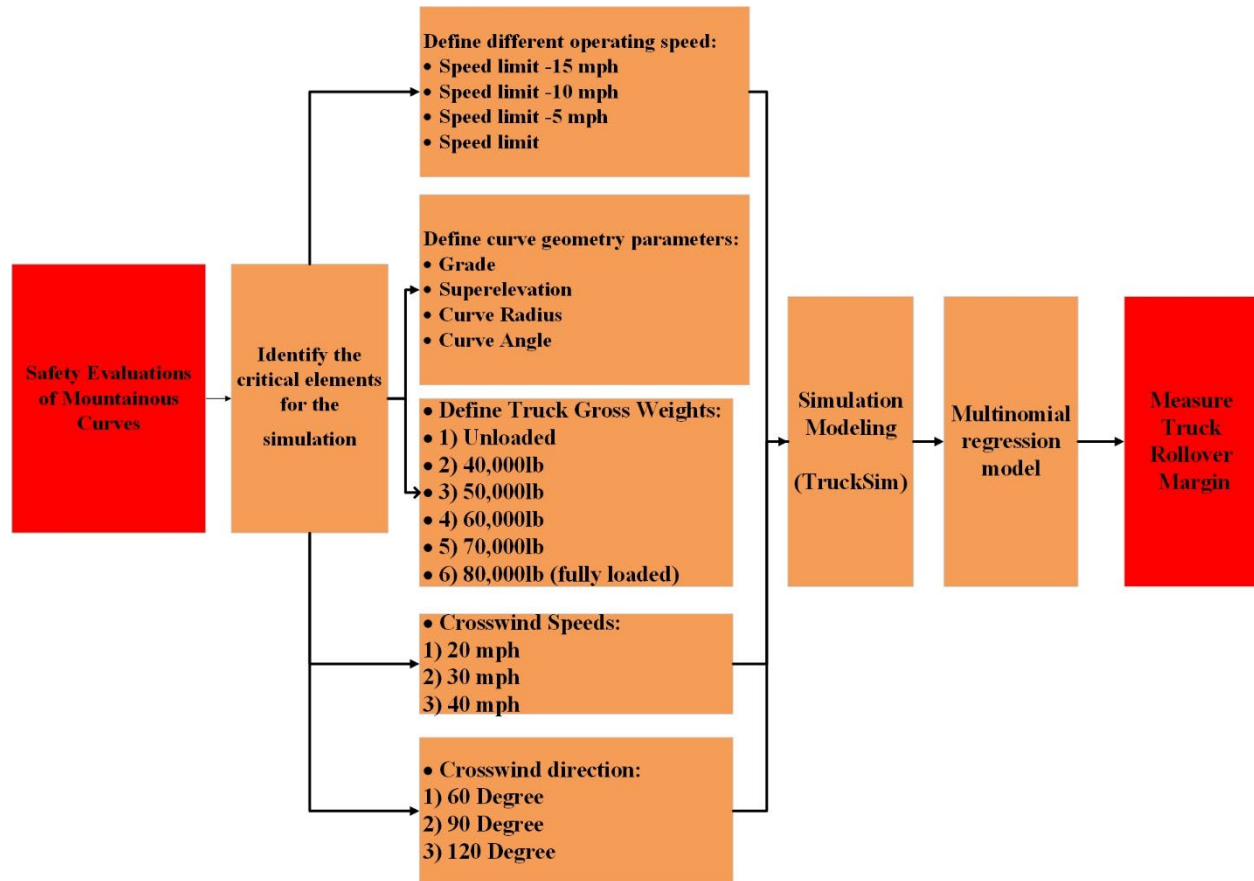 Safety Evaluations
of Mountainous
Curves
Identify the
critical elements
for the
simulation
Define different operating speed:
• Speed limit -15 mph
• Speed limit -10 mph
• Speed limit -5 mph
• Speed limit
Define curve geometry parameters:
• Grade
• Superelevation
• Curve Radius
• Curve Angle
• Define Truck Gross Weights:
• 1) Unloaded
• 2) 40,000lb
• 3) 50,000lb
• 4) 60,000lb
• 5) 70,000lb
• 6) 80,000lb (fully loaded)
• Crosswind Speeds:
1) 20 mph
2) 30 mph
3) 40 mph
• Crosswind direction:
1) 60 Degree
2) 90 Degree
3) 120 Degree
Simulation
Modeling
(TruckSim)
Multinomial
regression
model
Measure
Truck
Rollover
Margin